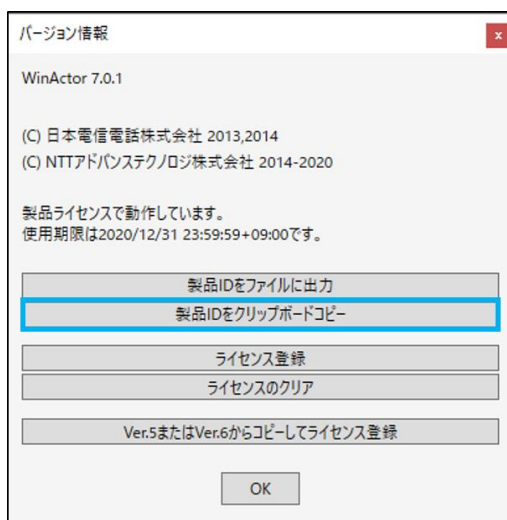 バージョン情報
x
WinActor 7.0.1
(C) 日本電信電話株式会社 2013,2014
(C) NTTアドバンステクノロジ株式会社 2014-2020
製品ライセンスで動作しています。
使用期限は2020/12/31 23:59:59+09:00です。
製品IDをファイルに出力
製品IDをクリップボードコピー
ライセンス登録
ライセンスのクリア
Ver.5またはVer.6からコピーしてライセンス登録
OK